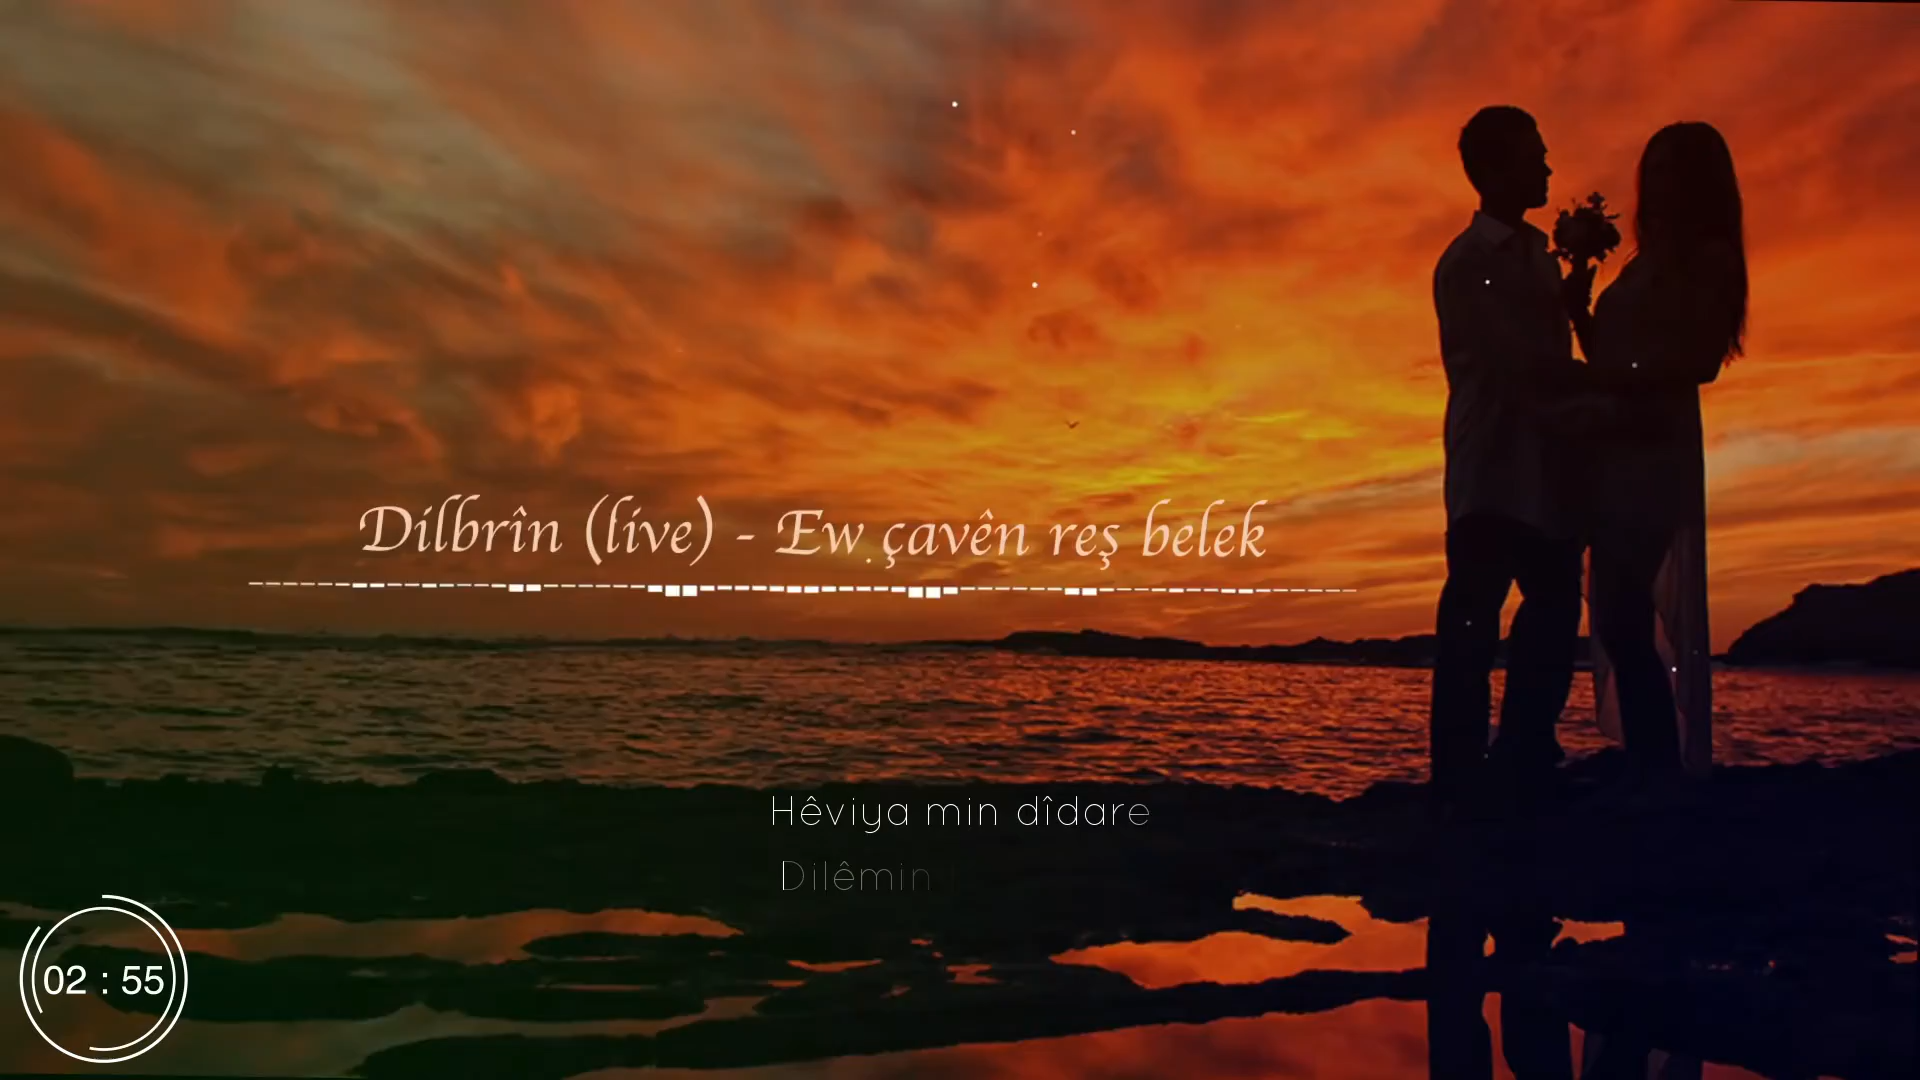 Dilbrîn (live) - Ew çavên reş belek
Hêviya min dîdare
Dilêmin
02 : 55